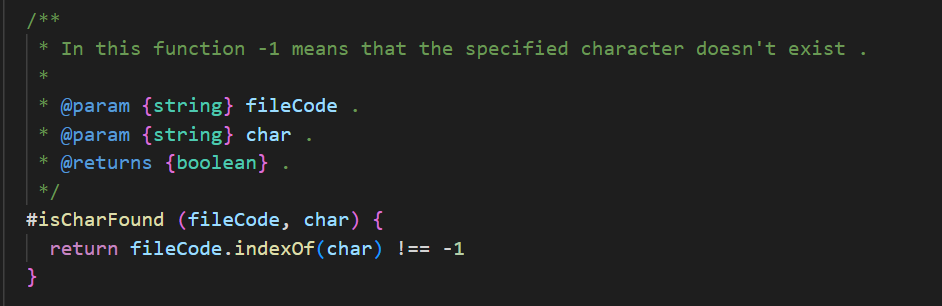 /**
 * In this function -1 means that the specified character doesn't exist .
 *
 * @param {string} fileCode .
 * @param {string} char .
 * @returns {boolean} .
 */
#isCharFound (fileCode, char) {
  return fileCode.indexOf(char) !== -1
}